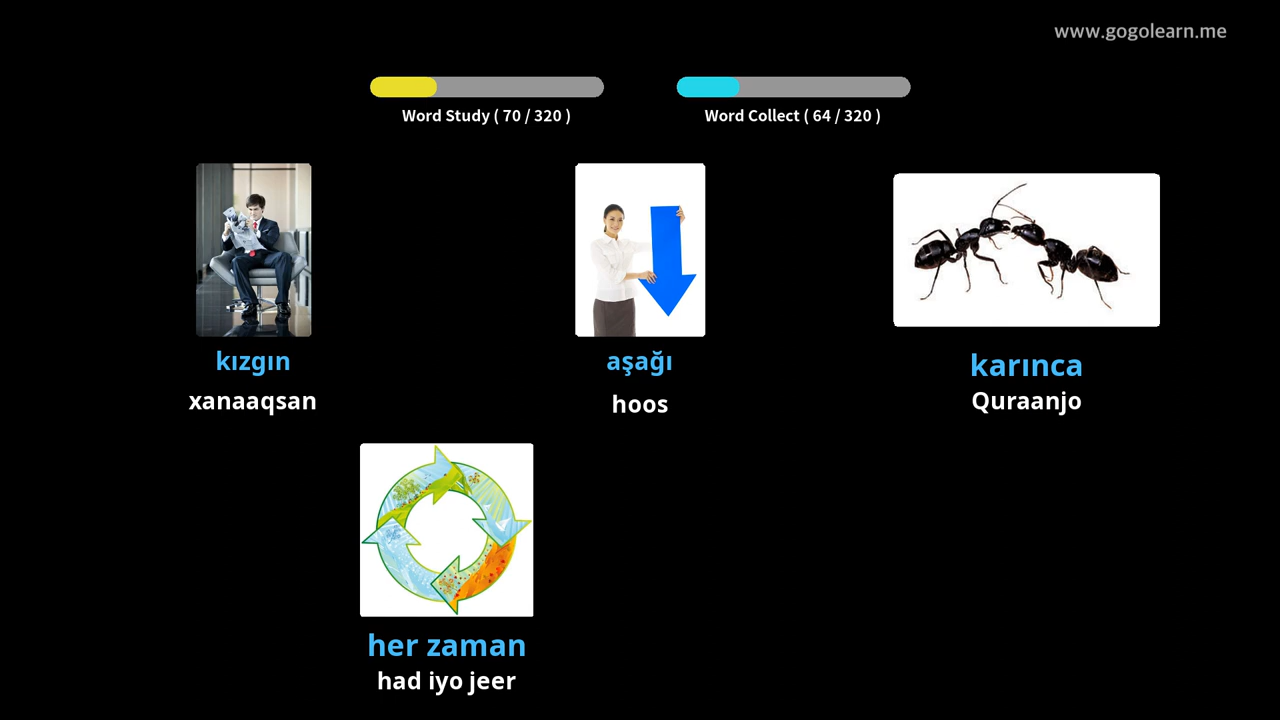 www.gogolearn.me
Word Study ( 70 / 320 )
Word Collect ( 64 / 320 )
kızgın
xanaaqsan
aşağı
hoos
karınca
Quraanjo
her zaman
had iyo jeer